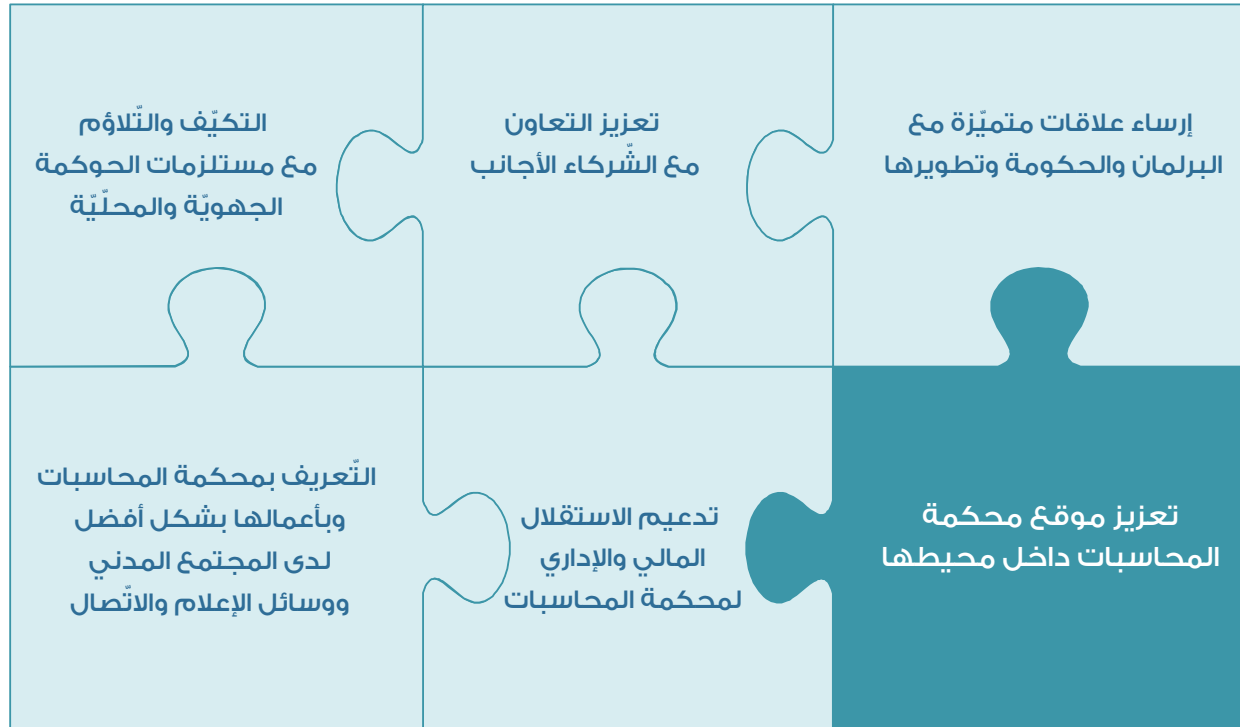 إرساء علاقات متميّزة مع
البرلمان والحكومة وتطويرها
تعزيز التعاون
مع الشّركاء الأجانب
التكيّف والتّلاؤم
مع مستلزمات الحوكمة
الجهويّة والمحلّيّة
تعزيز موقع محكمة
المحاسبات داخل محيطها
تدعيم الاستقلال
المالي والإداري
لمحكمة المحاسبات
التّعريف بمحكمة المحاسبات
وبأعمالها بشكل أفضل
لدى المجتمع المدني
ووسائل الإعلام والاتّصال